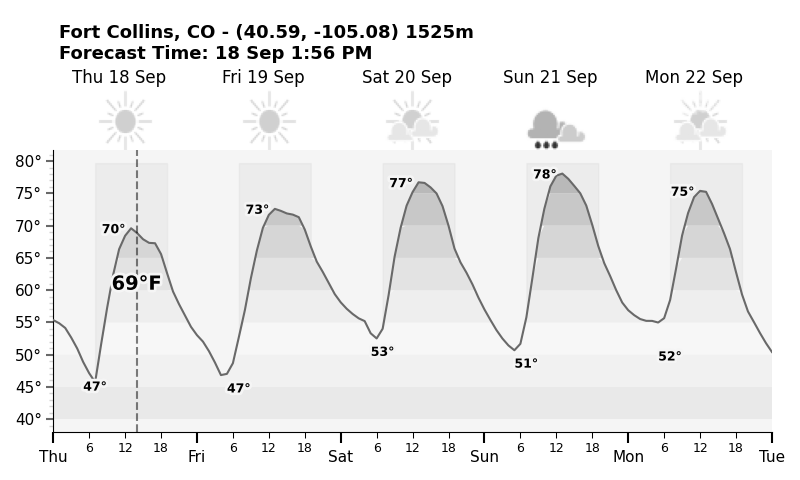 Fort Collins, CO - (40.59, -105.08) 1525m
Forecast Time: 18 Sep 1:56 PM
Thu 18 Sep Fri 19 Sep Sat 20 Sep Sun 21 Sep Mon 22 Sep
80°
78°
77°
75° 75°
73°
70° 70°
65°
69°F
60°
55°
53° 52°
50° 51°
45° 47° 47°
40°
6 12 18 6 12 18 6 12 18 6 12 18 6 12 18
Thu Fri Sat Sun Mon Tue